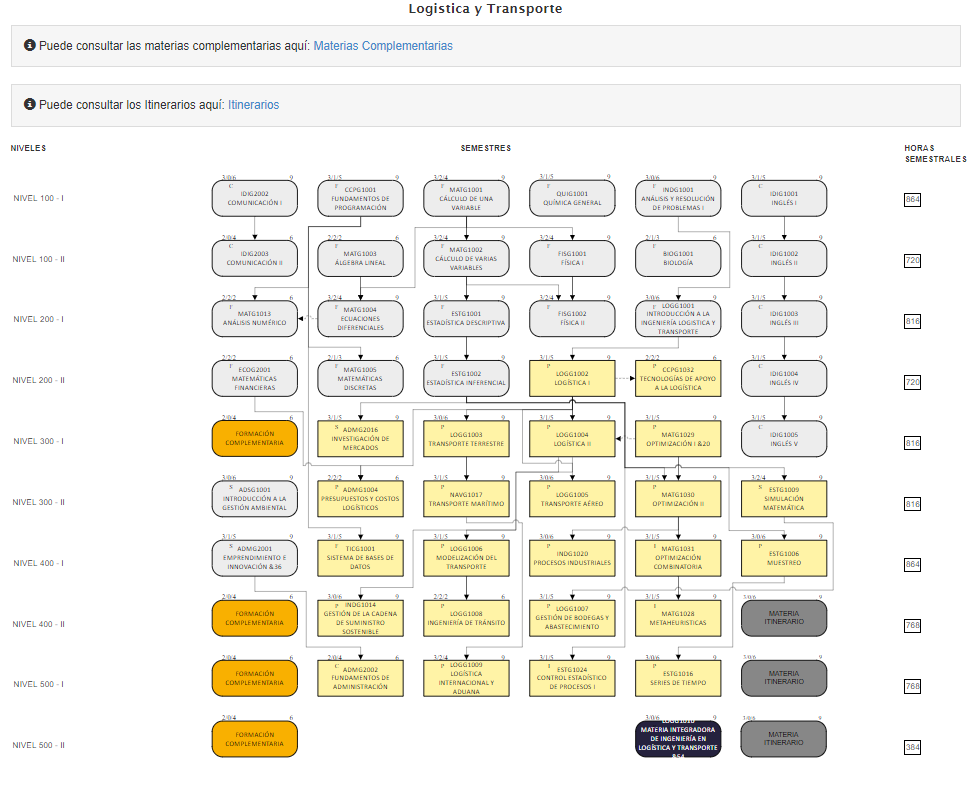 Logistica y Transporte
Puede consultar las materias complementarias aquí: Materias Complementarias
Puede consultar los Itinerarios aquí: Itinerarios
NIVELES
SEMESTRES
HORAS
SEMESTRALES
NIVEL 100 - I
3/0/6 9
C
IDIG2002
COMUNICACIÓN I
3/1/5 9
F
CCPG1001
FUNDAMENTOS DE
PROGRAMACIÓN
3/2/4 9
F
MATG1001
CÁLCULO DE UNA
VARIABLE
3/1/5 9
F
QUIG1001
QUÍMICA GENERAL
3/0/6 9
F
INDG1001
ANÁLISIS Y RESOLUCIÓN
DE PROBLEMAS I
3/1/5 9
C
IDIG1001
INGLÉS I
864
NIVEL 100 - II
2/0/4 6
C
IDIG2003
COMUNICACIÓN II
2/2/2 6
F
MATG1003
ÁLGEBRA LINEAL
3/2/4 9
F
MATG1002
CÁLCULO DE VARIAS
VARIABLES
3/2/4 9
F
FISG1001
FÍSICA I
2/1/3 6
F
BIOG1001
BIOLOGÍA
3/1/5 9
C
IDIG1002
INGLÉS II
720
NIVEL 200 - I
2/2/2 6
F
MATG1013
ANÁLISIS NUMÉRICO
3/2/4 9
F
MATG1004
ECUACIONES
DIFERENCIALES
3/1/5 9
F
ESTG1001
ESTADÍSTICA DESCRIPTIVA
3/2/4 9
F
FISG1002
FÍSICA II
3/0/6 9
F
LOGG1001
INTRODUCCIÓN A LA
INGENIERÍA LOGISTICA Y
TRANSPORTE
3/1/5 9
C
IDIG1003
INGLÉS III
816
NIVEL 200 - II
2/2/2 6
F
ECOG2001
MATEMÁTICAS
FINANCIERAS
2/1/3 6
F
MATG1005
MATEMÁTICAS
DISCRETAS
3/1/5 9
F
ESTG1002
ESTADÍSTICA INFERENCIAL
3/1/5 9
P
LOGG1002
LOGÍSTICA I
2/2/2 6
P
CCPG1032
TECNOLOGÍAS DE APOYO
A LA LOGÍSTICA
3/1/5 9
C
IDIG1004
INGLÉS IV
720
NIVEL 300 - I
2/0/4 6
FORMACIÓN
COMPLEMENTARIA
3/1/5 9
S
ADMG2016
INVESTIGACIÓN DE
MERCADOS
3/0/6 9
P
LOGG1003
TRANSPORTE TERRESTRE
3/1/5 9
P
LOGG1004
LOGÍSTICA II
3/1/5 9
P
MATG1029
OPTIMIZACIÓN I &20
3/1/5 9
C
IDIG1005
INGLÉS V
816
NIVEL 300 - II
3/0/6 9
S
ADSG1001
INTRODUCCIÓN A LA
GESTIÓN AMBIENTAL
2/2/2 6
P
ADMG1004
PRESUPUESTOS Y COSTOS
LOGÍSTICOS
3/1/5 9
P
NAVG1017
TRANSPORTE MARÍTIMO
3/0/6 9
P
LOGG1005
TRANSPORTE AÉREO
3/1/5 9
P
MATG1030
OPTIMIZACIÓN II
3/2/4 9
S
ESTG1009
SIMULACIÓN
MATEMÁTICA
816
NIVEL 400 - I
3/1/5 9
S
ADMG2001
EMPRENDIMIENTO E
INNOVACIÓN &36
3/1/5 9
F
TICG1001
SISTEMA DE BASES DE
DATOS
3/1/5 9
P
LOGG1006
MODELIZACIÓN DEL
TRANSPORTE
3/0/6 9
P
INDG1020
PROCESOS INDUSTRIALES
3/1/5 9
I
MATG1031
OPTIMIZACIÓN
COMBINATORIA
3/0/6 9
P
ESTG1006
MUESTREO
864
NIVEL 400 - II
2/0/4 6
FORMACIÓN
COMPLEMENTARIA
3/0/6 9
P
INDG1014
GESTIÓN DE LA CADENA
DE SUMINISTRO
SOSTENIBLE
2/2/2 6
P
LOGG1008
INGENIERÍA DE TRÁNSITO
3/1/5 9
P
LOGG1007
GESTIÓN DE BODEGAS Y
ABASTECIMIENTO
3/1/5 9
I
MATG1028
METAHEURISTICAS
3/0/6 9
MATERIA
ITINERARIO
768
NIVEL 500 - I
2/0/4 6
FORMACIÓN
COMPLEMENTARIA
2/0/4 6
C
ADMG2002
FUNDAMENTOS DE
ADMINISTRACIÓN
3/2/4 9
P
LOGG1009
LOGÍSTICA
INTERNACIONAL Y
ADUANA
3/1/5 9
I
ESTG1024
CONTROL ESTADÍSTICO
DE PROCESOS I
3/0/6 9
P
ESTG1016
SERIES DE TIEMPO
3/0/6 9
MATERIA
ITINERARIO
768
NIVEL 500 - II
2/0/4 6
FORMACIÓN
COMPLEMENTARIA
3/0/6 9
LOGG1010
MATERIA INTEGRADORA
DE INGENIERÍA EN
LOGÍSTICA Y TRANSPORTE
&54
3/0/6 9
MATERIA
ITINERARIO
384